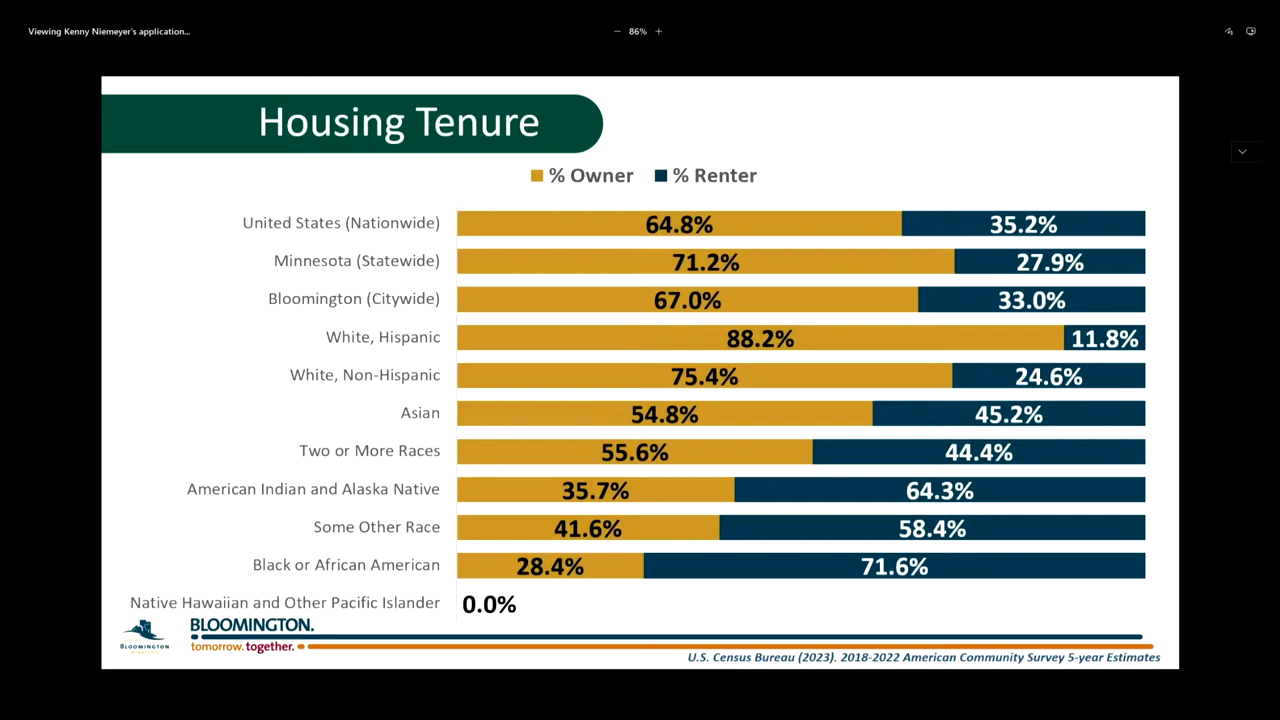 Viewing Kenny Niemeyer's application...
86%
Housing Tenure
% Owner % Renter
United States (Nationwide) 64.8% 35.2%
Minnesota (Statewide) 71.2% 27.9%
Bloomington (Citywide) 67.0% 33.0%
White, Hispanic 88.2% 11.8%
White, Non-Hispanic 75.4% 24.6%
Asian 54.8% 45.2%
Two or More Races 55.6% 44.4%
American Indian and Alaska Native 35.7% 64.3%
Some Other Race 41.6% 58.4%
Black or African American 28.4% 71.6%
Native Hawaiian and Other Pacific Islander 0.0%
BLOOMINGTON.
tomorrow. together.
BLOOMINGTON
U.S. Census Bureau (2023). 2018-2022 American Community Survey 5-year Estimates